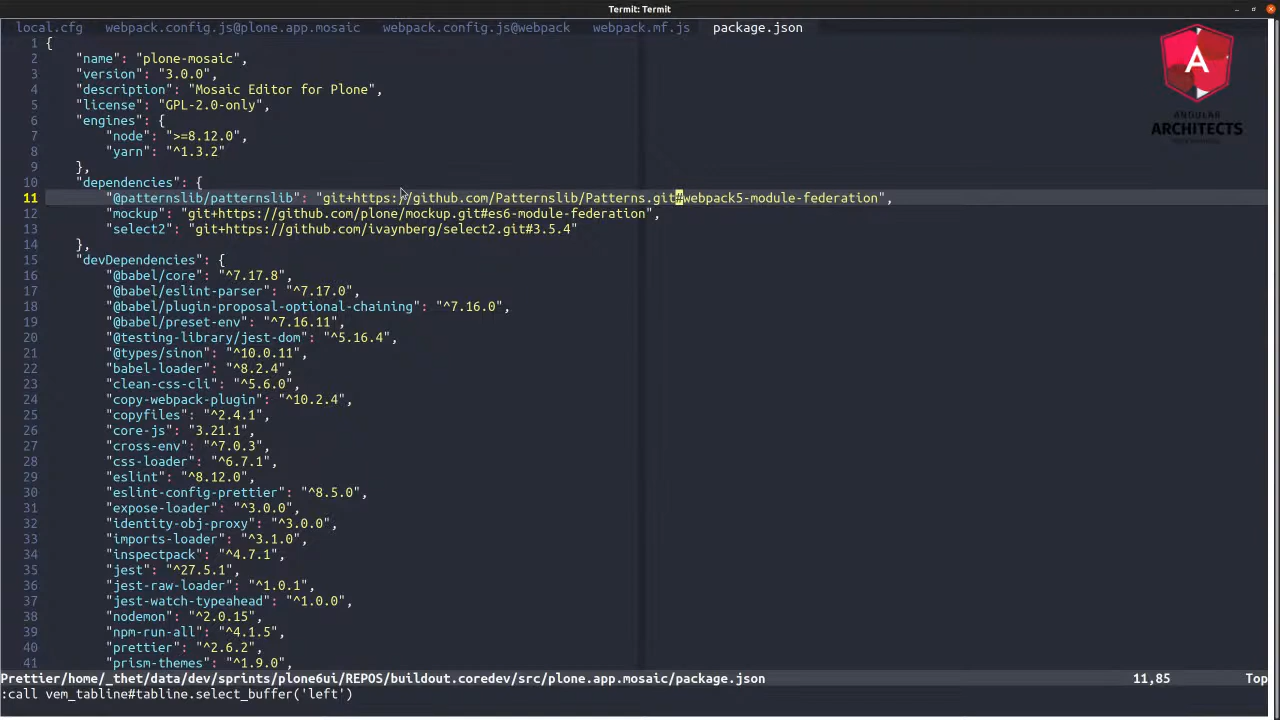 Termit: Termit
local.cfg webpack.config.js@plone.app.mosaic webpack.config.js@webpack webpack.mf.js package.json
1 {
2 "name": "plone-mosaic",
3 "version": "3.0.0",
4 "description": "Mosaic Editor for Plone",
5 "license": "GPL-2.0-only",
6 "engines": {
7 "node": ">=8.12.0",
8 "yarn": "^1.3.2"
9 },
10 "dependencies": {
11 "@patternslib/patternslib": "git+https://github.com/Patternslib/Patterns.git#webpack5-module-federation",
12 "mockup": "git+https://github.com/plone/mockup.git#es6-module-federation",
13 "select2": "git+https://github.com/ivaynberg/select2.git#3.5.4"
14 },
15 "devDependencies": {
16 "@babel/core": "^7.17.8",
17 "@babel/eslint-parser": "^7.17.0",
18 "@babel/plugin-proposal-optional-chaining": "^7.16.0",
19 "@babel/preset-env": "^7.16.11",
20 "@testing-library/jest-dom": "^5.16.4",
21 "@types/sinon": "^10.0.11",
22 "babel-loader": "^8.2.4",
23 "clean-css-cli": "^5.6.0",
24 "copy-webpack-plugin": "^10.2.4",
25 "copyfiles": "^2.4.1",
26 "core-js": "3.21.1",
27 "cross-env": "^7.0.3",
28 "css-loader": "^6.7.1",
29 "eslint": "^8.12.0",
30 "eslint-config-prettier": "^8.5.0",
31 "expose-loader": "^3.0.0",
32 "identity-obj-proxy": "^3.0.0",
33 "imports-loader": "^3.1.0",
34 "inspectpack": "^4.7.1",
35 "jest": "^27.5.1",
36 "jest-raw-loader": "^1.0.1",
37 "jest-watch-typeahead": "^1.0.0",
38 "nodemon": "^2.0.15",
39 "npm-run-all": "^4.1.5",
40 "prettier": "^2.6.2",
41 "prism-themes": "^1.9.0",
Prettier/home/_thet/data/dev/sprints/plone6ui/REPOS/buildout.coredev/src/plone.app.mosaic/package.json 11,85 Top
:call vem_tabline#tabline.select_buffer('left')
A
ANGULAR
ARCHITECTS